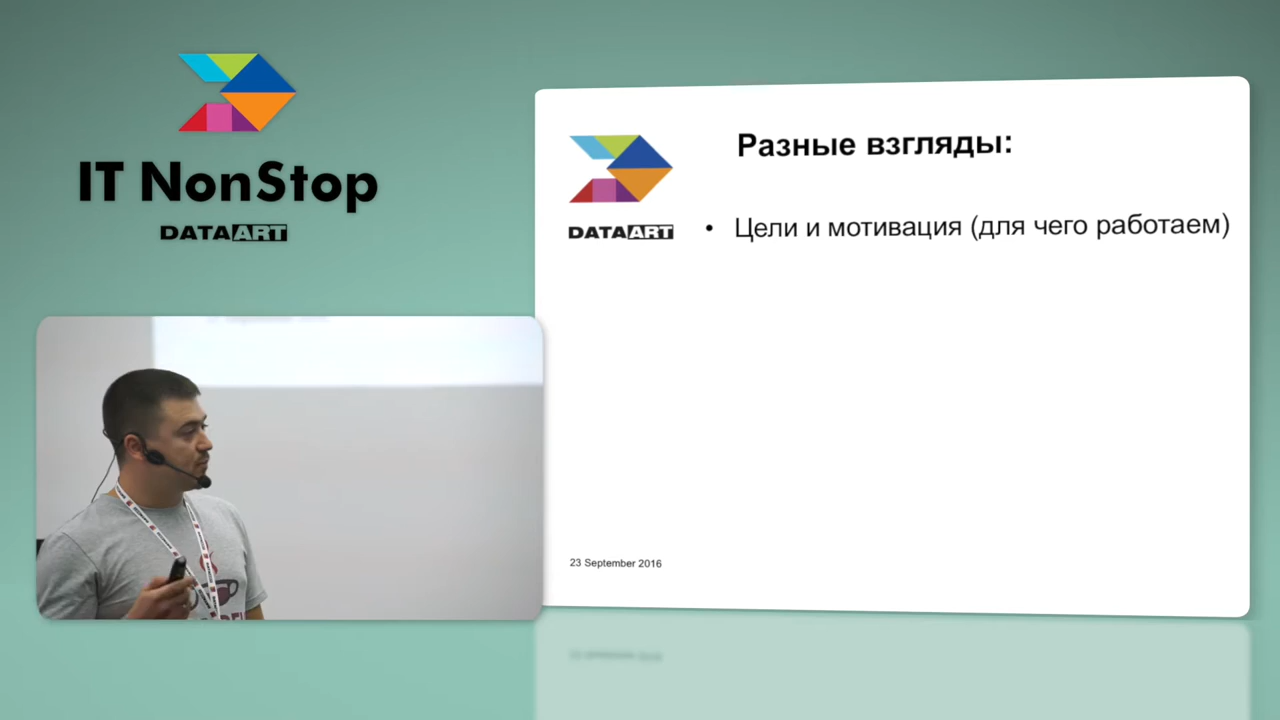 IT NonStop
DATAART
Разные взгляды:
DATAART
• Цели и мотивация (для чего работаем)
23 September 2016